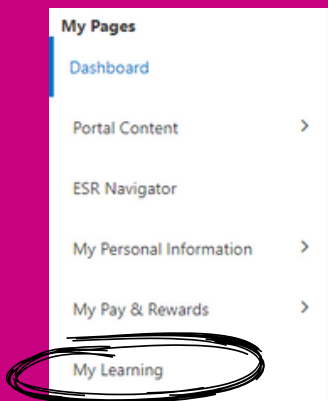 My Pages
Dashboard
Portal Content
ESR Navigator
My Personal Information
My Pay & Rewards
My Learning